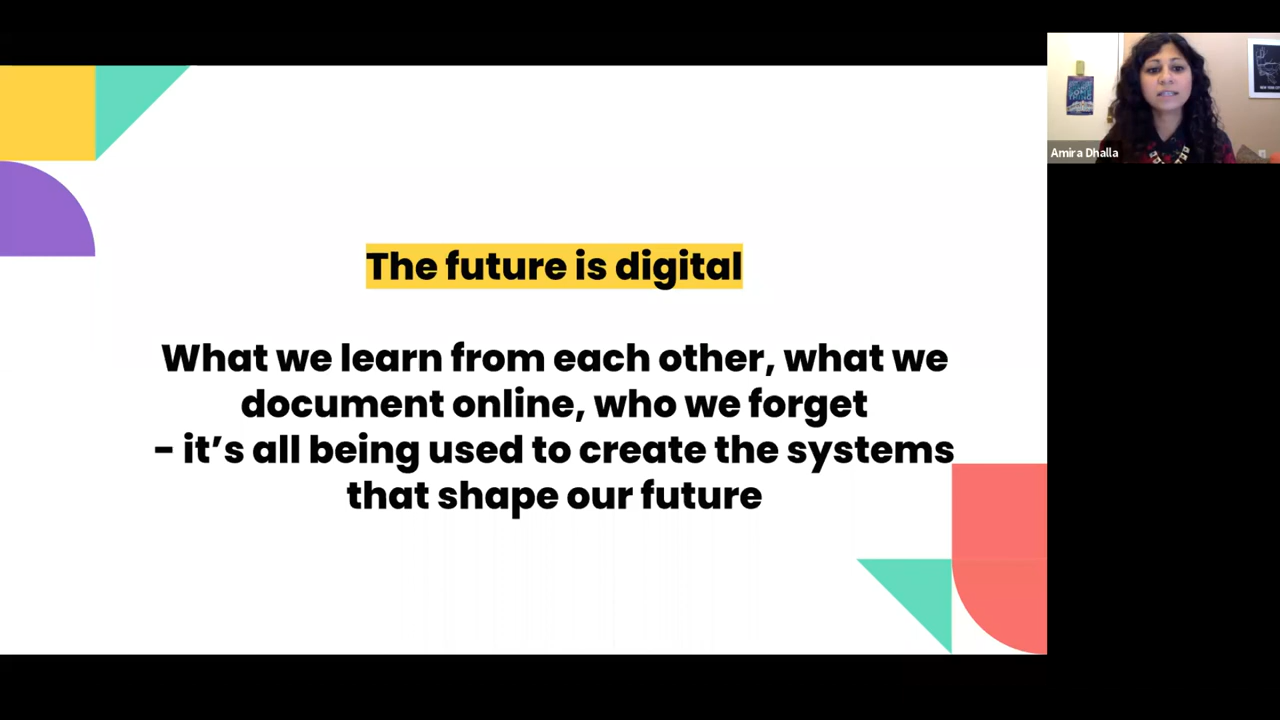 The future is digital
What we learn from each other, what we
document online, who we forget
- it’s all being used to create the systems
that shape our future
Amira Dhalla